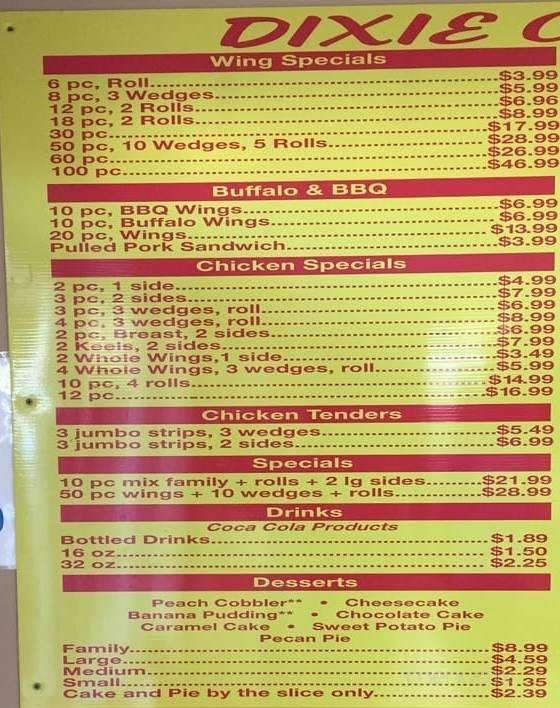 DIXIE C
Wing Specials
6 pc, Roll $3.99
8 pc, 3 Wedges $5.99
12 pc, 2 Rolls $6.96
18 pc, 2 Rolls $8.99
30 pc $17.99
50 pc, 10 Wedges, 5 Rolls $28.99
60 pc $26.99
100 pc $46.99
Buffalo & BBQ
10 pc, BBQ Wings $6.99
10 pc, Buffalo Wings $6.99
20 pc, Wings $13.99
Pulled Pork Sandwich $3.99
Chicken Specials
2 pc, 1 side $4.99
3 pc, 2 sides $7.99
3 pc, 3 wedges, roll $6.99
4 pc, 3 wedges, roll $8.99
2 pc, Breast, 2 sides $6.99
2 Keels, 2 sides $7.99
2 Whole Wings,1 side $3.49
4 Whole Wings, 3 wedges, roll $5.99
10 pc, 4 rolls $14.99
12 pc $16.99
Chicken Tenders
3 jumbo strips, 3 wedges $5.49
3 jumbo strips, 2 sides $6.99
Specials
10 pc mix family + rolls + 2 lg sides $21.99
50 pc wings + 10 wedges + rolls $28.99
Drinks
Coca Cola Products
Bottled Drinks $1.89
16 oz $1.50
32 oz $2.25
Desserts
Peach Cobbler** • Cheesecake
Banana Pudding** • Chocolate Cake
Caramel Cake • Sweet Potato Pie
Pecan Pie
Family $8.99
Large $4.59
Medium $2.29
Small $1.35
Cake and Pie by the slice only $2.39